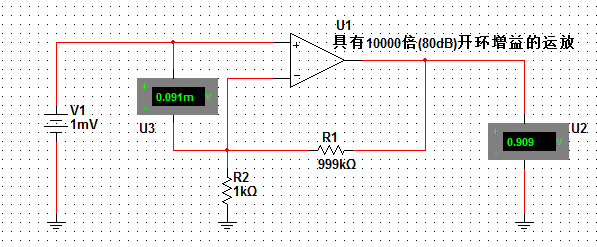 U1
具有10000倍(80dB)开环增益的运放
+
−
V1
1mV
+
0.091m V
−
U3
R1
999kΩ
R2
1kΩ
+
0.909 V
−
U2